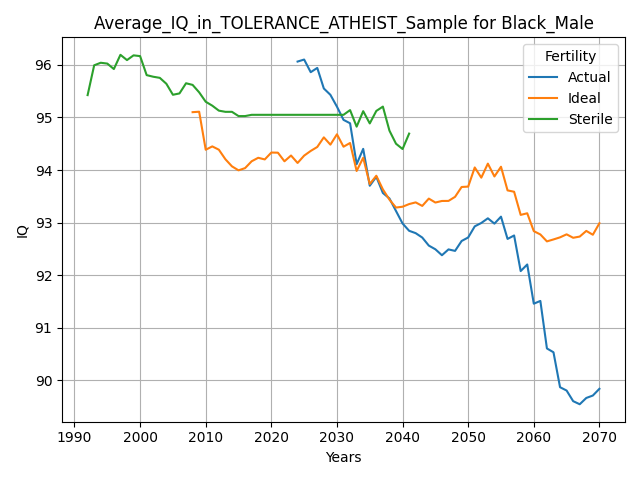 Average_IQ_in_TOLERANCE_ATHEIST_Sample for Black_Male
Fertility
Actual
Ideal
Sterile
IQ
96
95
94
93
92
91
90
1990 2000 2010 2020 2030 2040 2050 2060 2070
Years